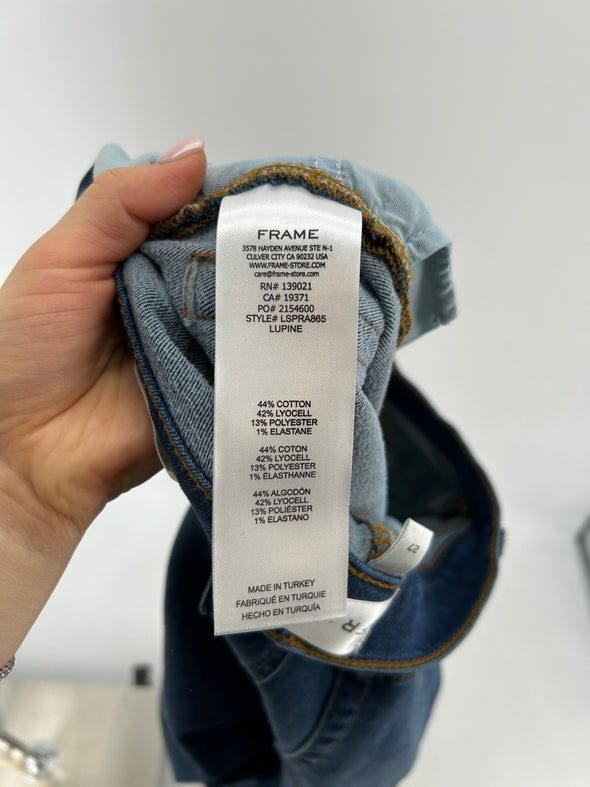 FRAME
3578 HAYDEN AVENUE STE N-1
CULVER CITY CA 90232 USA
WWW.FRAME-STORE.COM
care@frame-store.com
RN# 139021
CA# 19371
PO# 2154600
STYLE# LSPRA865
LUPINE
44% COTTON
42% LYOCELL
13% POLYESTER
1% ELASTANE
44% COTON
42% LYOCELL
13% POLYESTER
1% ÉLASTHANNE
44% ALGODÓN
42% LYOCELL
13% POLIÉSTER
1% ELASTANO
MADE IN TURKEY
FABRIQUÉ EN TURQUIE
HECHO EN TURQUÍA
27